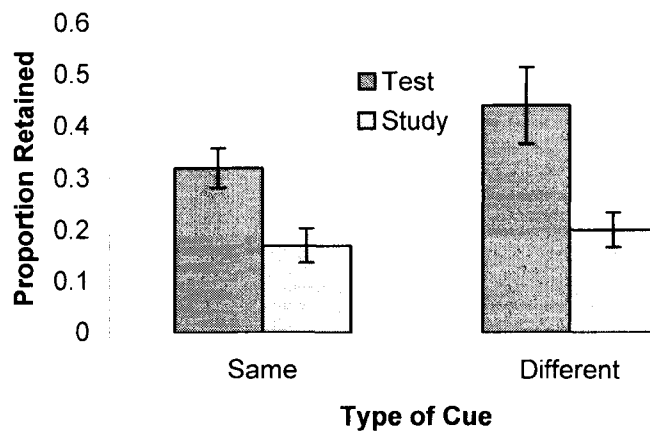 0.6
0.5
0.4
0.3
0.2
0.1
0
Proportion Retained
Test
Study
Same
Different
Type of Cue